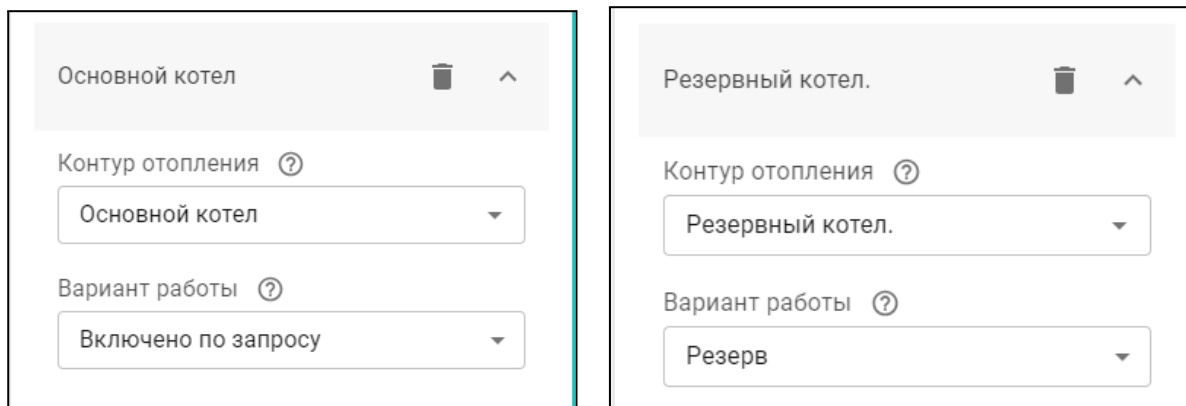 Основной котел
Контур отопления
Основной котел
Вариант работы
Включено по запросу
Резервный котел.
Контур отопления
Резервный котел.
Вариант работы
Резерв